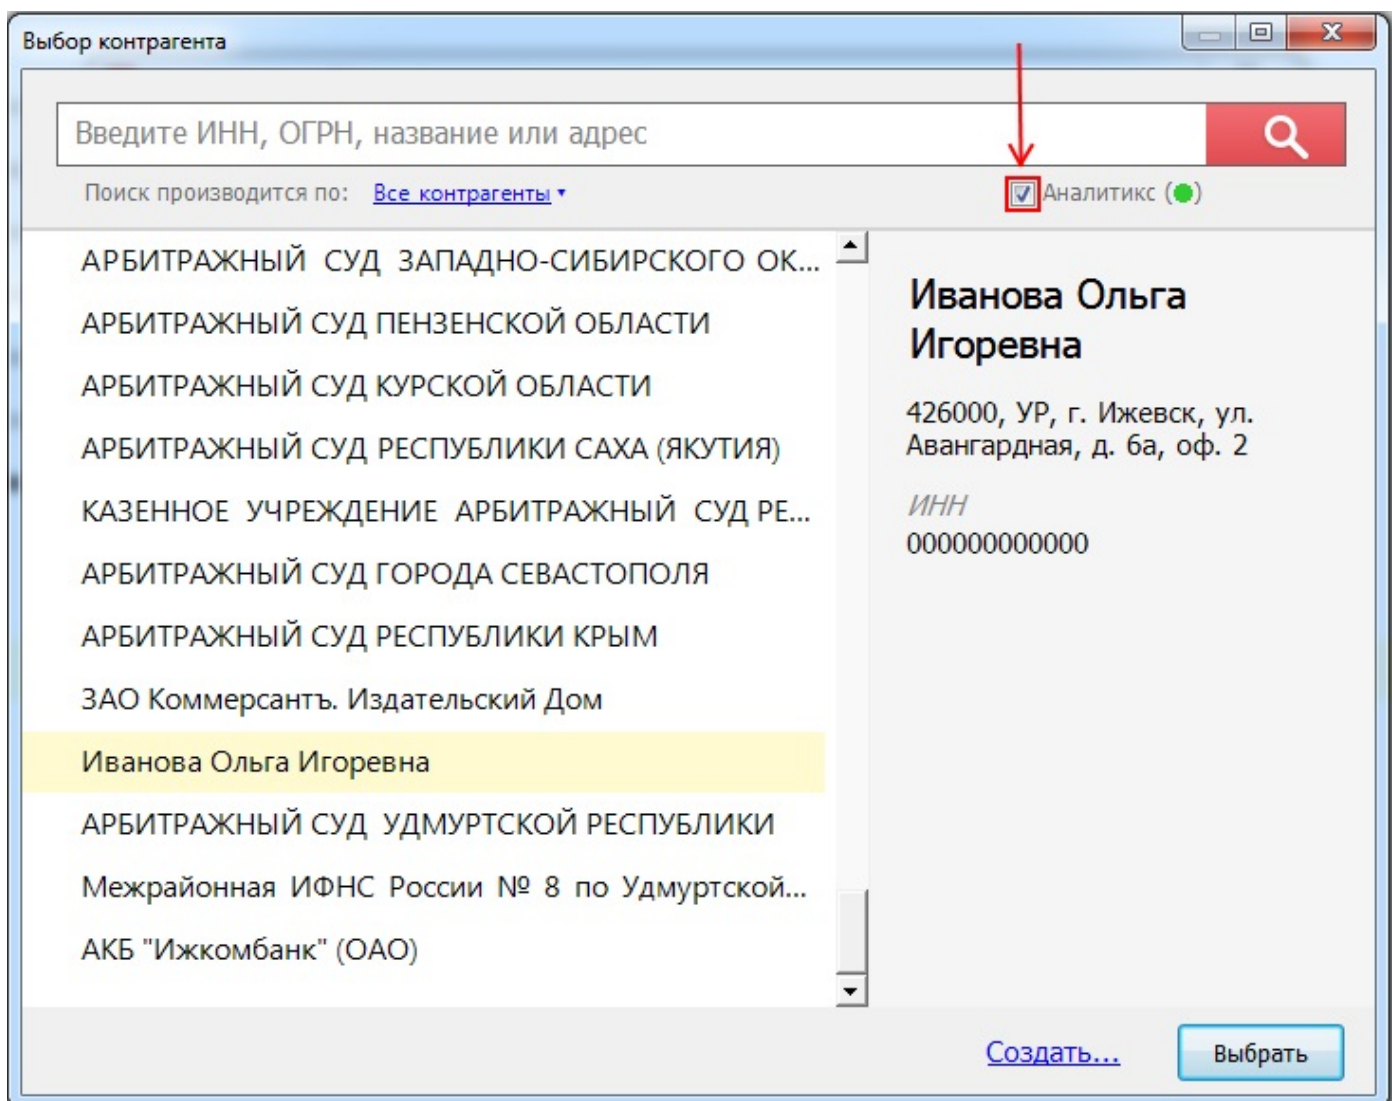 Выбор контрагента
Введите ИНН, ОГРН, название или адрес
Поиск производится по: Все контрагенты
Аналитикс ()
АРБИТРАЖНЫЙ СУД ЗАПАДНО-СИБИРСКОГО ОК...
АРБИТРАЖНЫЙ СУД ПЕНЗЕНСКОЙ ОБЛАСТИ
АРБИТРАЖНЫЙ СУД КУРСКОЙ ОБЛАСТИ
АРБИТРАЖНЫЙ СУД РЕСПУБЛИКИ САХА (ЯКУТИЯ)
КАЗЕННОЕ УЧРЕЖДЕНИЕ АРБИТРАЖНЫЙ СУД РЕ...
АРБИТРАЖНЫЙ СУД ГОРОДА СЕВАСТОПОЛЯ
АРБИТРАЖНЫЙ СУД РЕСПУБЛИКИ КРЫМ
ЗАО Коммерсантъ. Издательский Дом
Иванова Ольга Игоревна
АРБИТРАЖНЫЙ СУД УДМУРТСКОЙ РЕСПУБЛИКИ
Межрайонная ИФНС России № 8 по Удмуртской...
АКБ "Ижкомбанк" (ОАО)
Иванова Ольга
Игоревна
426000, УР, г. Ижевск, ул.
Авангардная, д. 6а, оф. 2
ИНН
000000000000
Создать...
Выбрать